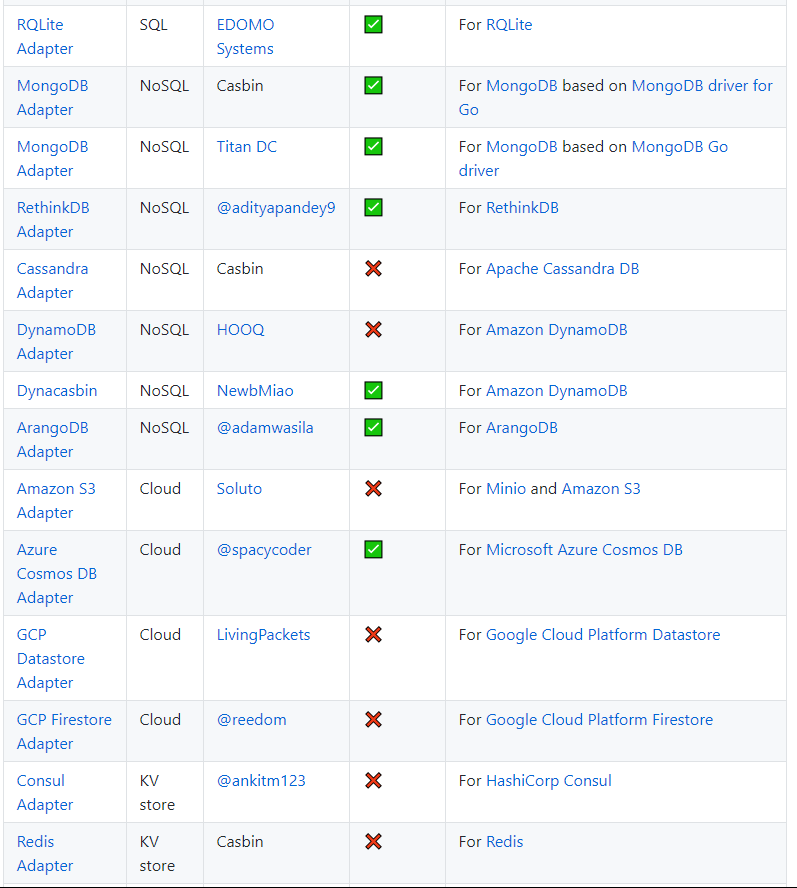 RQLite
Adapter
SQL
EDOMO
Systems
For RQLite
MongoDB
Adapter
NoSQL
Casbin
For MongoDB based on MongoDB driver for
Go
MongoDB
Adapter
NoSQL
Titan DC
For MongoDB based on MongoDB Go
driver
RethinkDB
Adapter
NoSQL
@adityapandey9
For RethinkDB
Cassandra
Adapter
NoSQL
Casbin
For Apache Cassandra DB
DynamoDB
Adapter
NoSQL
HOOQ
For Amazon DynamoDB
Dynacasbin
NoSQL
NewbMiao
For Amazon DynamoDB
ArangoDB
Adapter
NoSQL
@adamwasila
For ArangoDB
Amazon S3
Adapter
Cloud
Soluto
For Minio and Amazon S3
Azure
Cosmos DB
Adapter
Cloud
@spacycoder
For Microsoft Azure Cosmos DB
GCP
Datastore
Adapter
Cloud
LivingPackets
For Google Cloud Platform Datastore
GCP Firestore
Adapter
Cloud
@reedom
For Google Cloud Platform Firestore
Consul
Adapter
KV
store
@ankitm123
For HashiCorp Consul
Redis
Adapter
KV
store
Casbin
For Redis